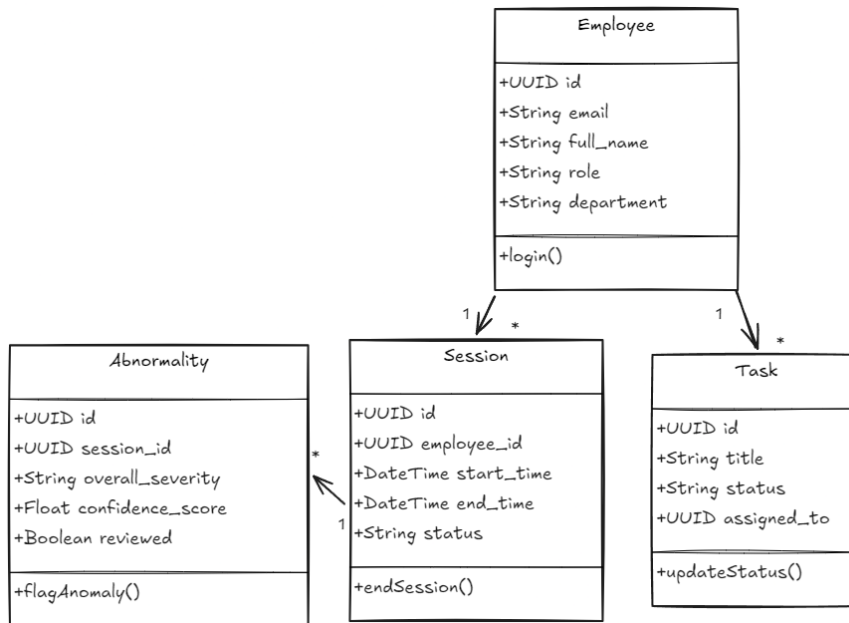 Employee
+UUID id
+String email
+String full_name
+String role
+String department
+login()
1
*
1
*
Abnormality
+UUID id
+UUID session_id
+String overall_severity
+Float confidence_score
+Boolean reviewed
+flagAnomaly()
*
1
Session
+UUID id
+UUID employee_id
+DateTime start_time
+DateTime end_time
+String status
+endSession()
Task
+UUID id
+String title
+String status
+UUID assigned_to
+updateStatus()